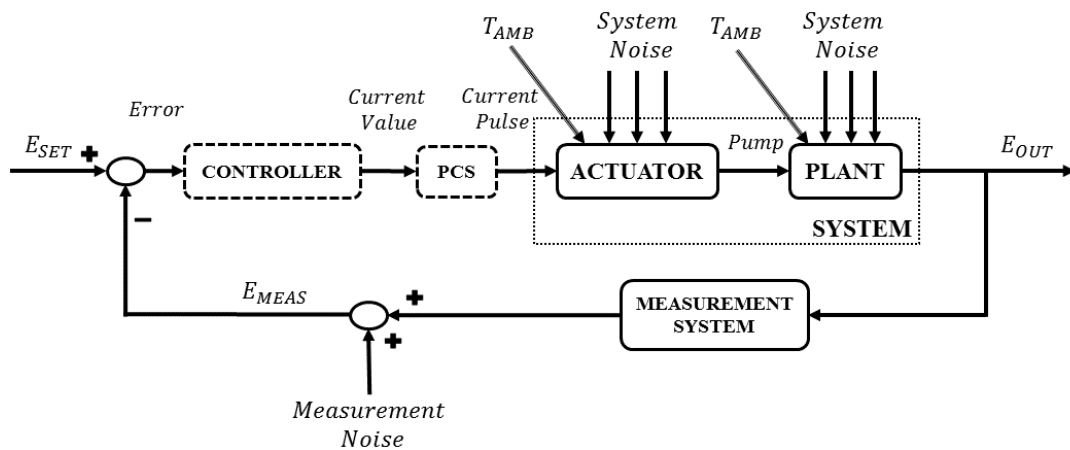 T_AMB
System
Noise
T_AMB
System
Noise
Error
Current
Value
Current
Pulse
E_SET
+
CONTROLLER
PCS
ACTUATOR
Pump
PLANT
E_OUT
−
SYSTEM
E_MEAS
+
+
MEASUREMENT
SYSTEM
Measurement
Noise